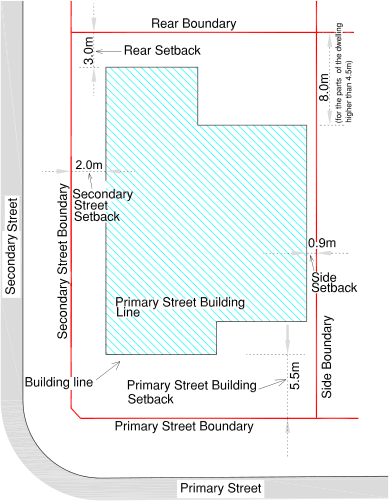 Rear Boundary
3.0m
Rear Setback
8.0m
(for the parts of the dwelling
higher than 4.5m)
2.0m
Secondary
Street
Setback
Secondary Street
Secondary Street Boundary
0.9m
Side
Setback
Primary Street Building
Line
Building line
Primary Street Building
Setback
5.5m
Side Boundary
Primary Street Boundary
Primary Street